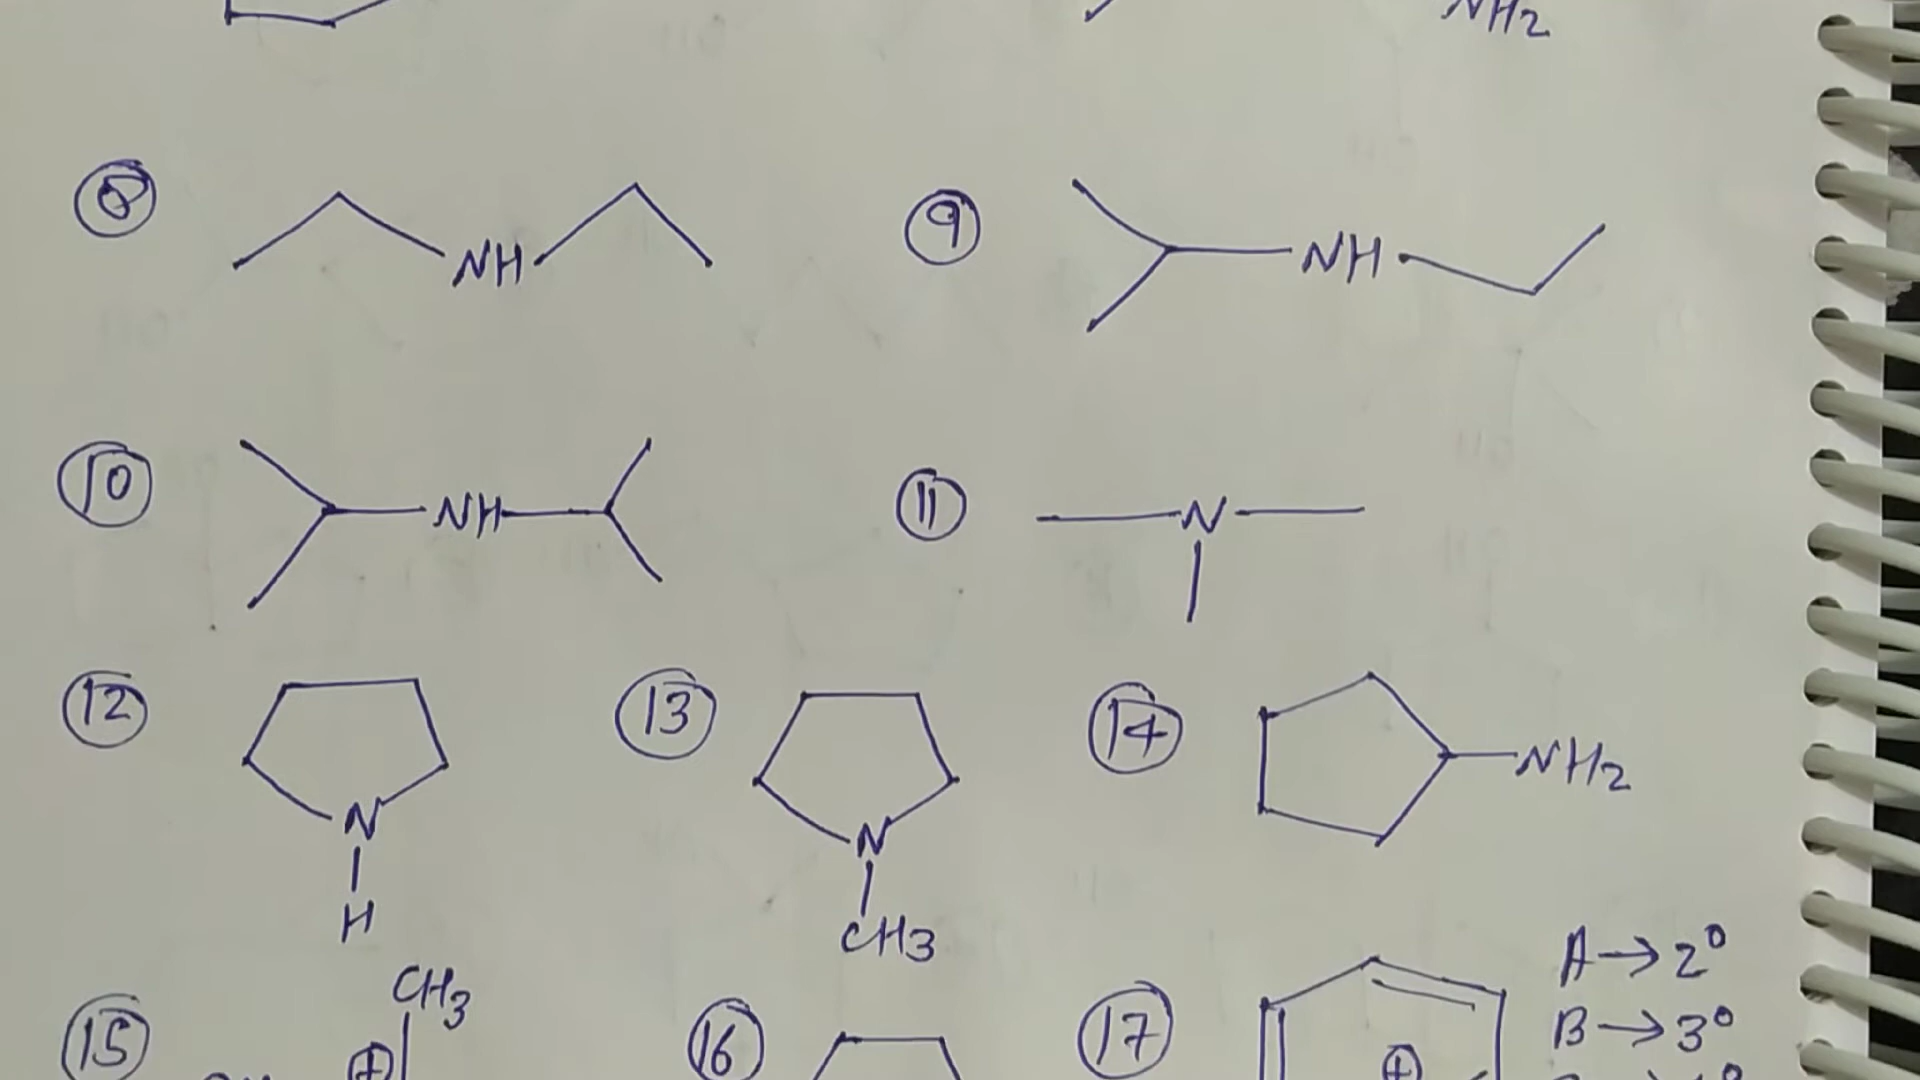 NH2
8 NH
9 NH
10 NH
11 N
12 N
H
13 N
CH3
14 NH2
15 CH3
+
16
17 +
A→2°
B→3°